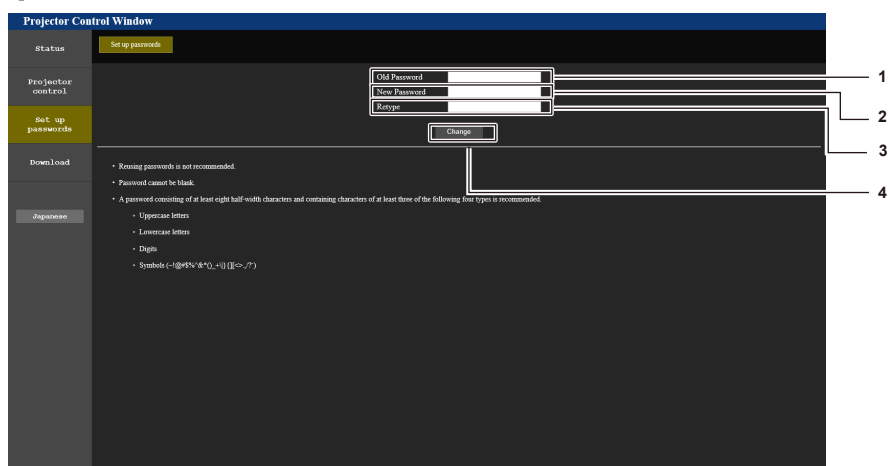 Projector Control Window
Status
Set up passwords
Projector
control
Set up
passwords
Download
Japanese
Old Password
New Password
Retype
Change
1
2
3
4
• Reusing passwords is not recommended.
• Password cannot be blank.
• A password consisting of at least eight half-width characters and containing characters of at least three of the following four types is recommended.
• Uppercase letters
• Lowercase letters
• Digits
• Symbols